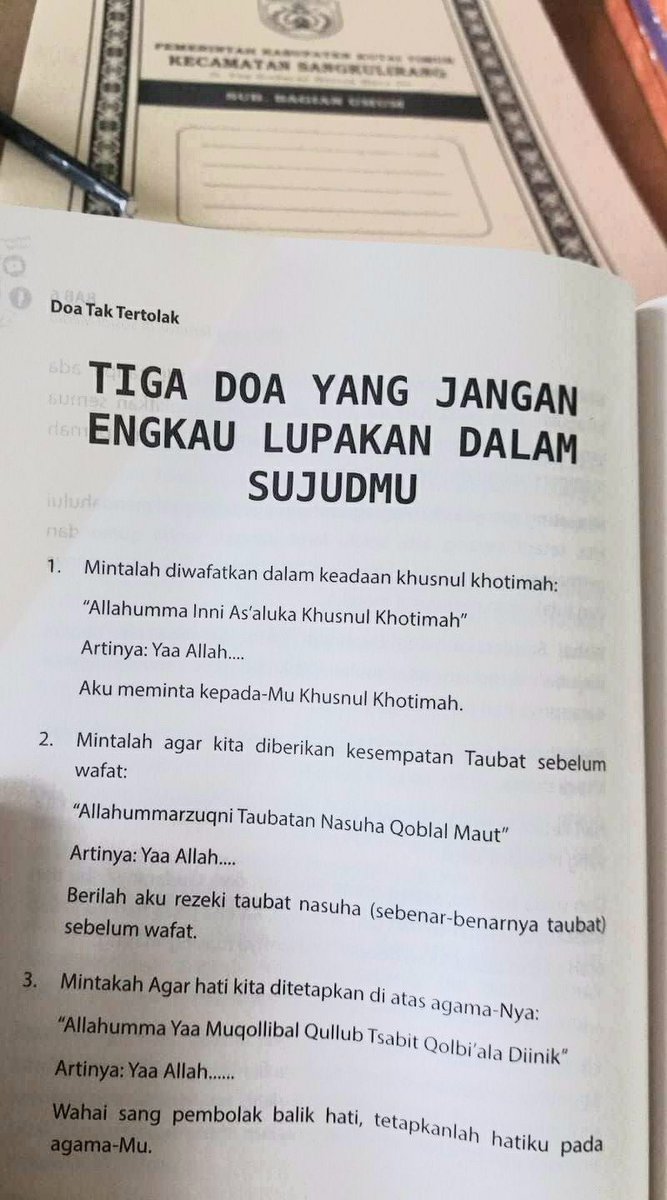 PEMERINTAH KABUPATEN KUTAI TIMUR
KECAMATAN SANGKULIRANG
SUB. BAGIAN UMUM
Doa Tak Tertolak
TIGA DOA YANG JANGAN
ENGKAU LUPAKAN DALAM
SUJUDMU
1. Mintalah diwafatkan dalam keadaan khusnul khotimah:
“Allahumma Inni As’aluka Khusnul Khotimah”
Artinya: Yaa Allah....
Aku meminta kepada-Mu Khusnul Khotimah.
2. Mintalah agar kita diberikan kesempatan Taubat sebelum
wafat:
“Allahummarzuqni Taubatan Nasuha Qoblal Maut”
Artinya: Yaa Allah....
Berilah aku rezeki taubat nasuha (sebenar-benarnya taubat)
sebelum wafat.
3. Mintakah Agar hati kita ditetapkan di atas agama-Nya:
“Allahumma Yaa Muqollibal Qullub Tsabit Qolbi’ala Diinik”
Artinya: Yaa Allah......
Wahai sang pembolak balik hati, tetapkanlah hatiku pada
agama-Mu.